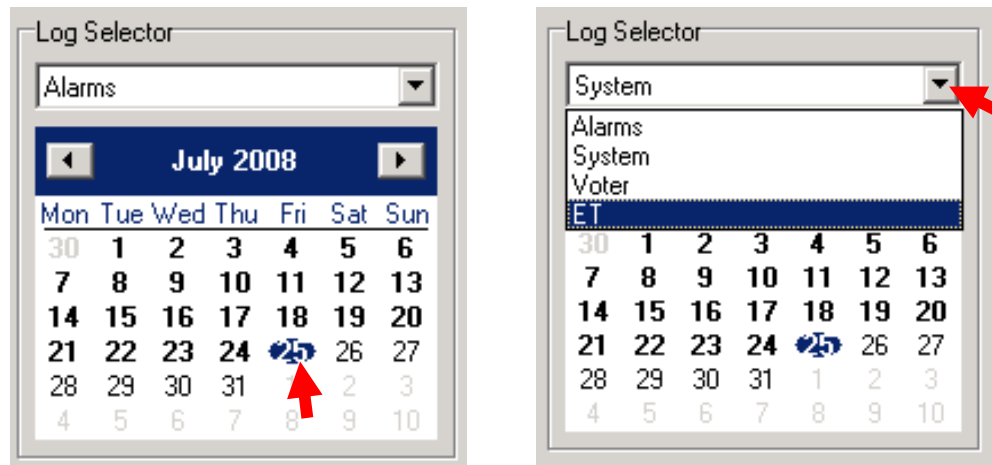 Log Selector
Alarms
July 2008
Mon Tue Wed Thu Fri Sat Sun
30 1 2 3 4 5 6
7 8 9 10 11 12 13
14 15 16 17 18 19 20
21 22 23 24 25 26 27
28 29 30 31 1 2 3
4 5 6 7 8 9 10
Log Selector
System
Alarms
System
Voter
ET
30 1 2 3 4 5 6
7 8 9 10 11 12 13
14 15 16 17 18 19 20
21 22 23 24 25 26 27
28 29 30 31 1 2 3
4 5 6 7 8 9 10